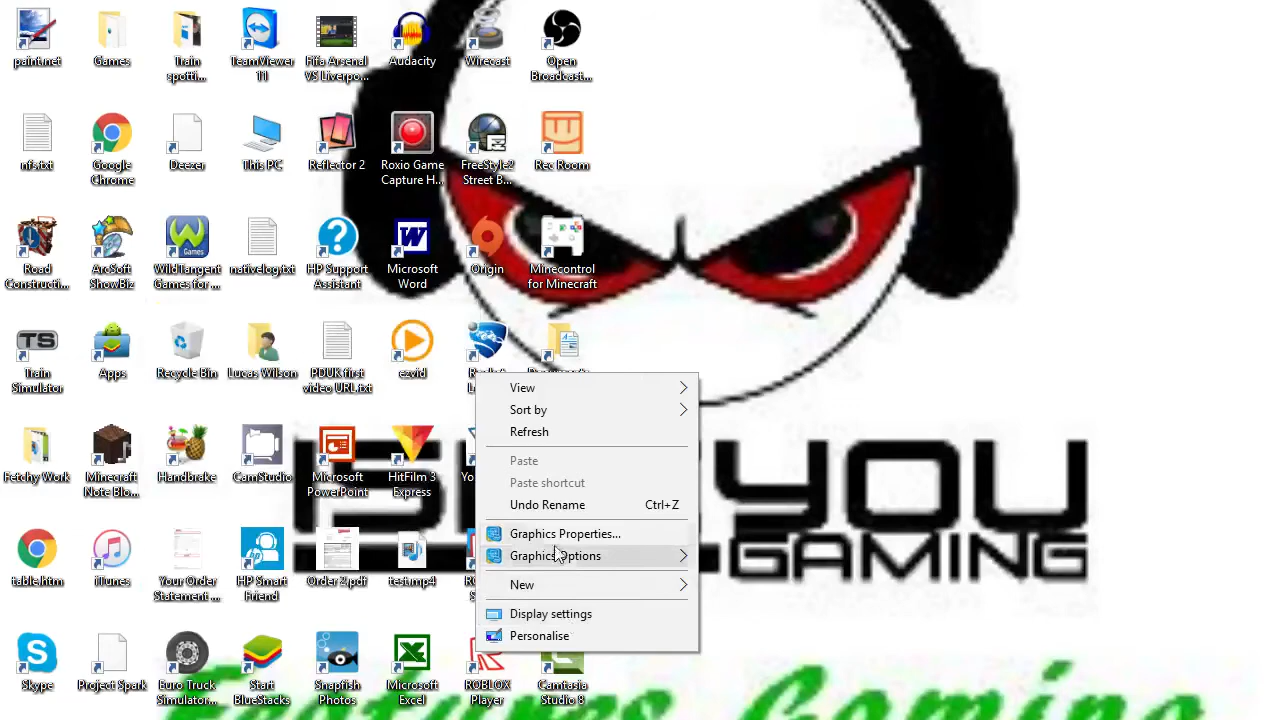 paint.net
Games
Train
spotti...
TeamViewer
11
Fifa Arsenal
VS Liverpo...
Audacity
Wirecast
Open
Broadcast...
nfs.txt
Google
Chrome
Deezer
This PC
Reflector 2
Roxio Game
Capture H...
FreeStyle2
Street B...
Rec Room
Road
Constructi...
ArcSoft
ShowBiz
WildTangent
Games for ...
nativelog.txt
HP Support
Assistant
Microsoft
Word
Origin
Minecontrol
for Minecraft
Train
Simulator
Apps
Recycle Bin
Lucas Wilson
PDUK first
video URL.txt
ezvid
View
Sort by
Refresh
Paste
Paste shortcut
Undo Rename Ctrl+Z
Graphics Properties...
Graphics Options
New
Display settings
Personalise
Fetchy Work
Minecraft
Note Blo...
Handbrake
CamStudio
Microsoft
PowerPoint
HitFilm 3
Express
YOU
GAMING
table.htm
iTunes
Your Order
Statement ...
HP Smart
Friend
Order 2.pdf
test.mp4
Skype
Project Spark
Euro Truck
Simulator...
Start
BlueStacks
Snapfish
Photos
Microsoft
Excel
ROBLOX
Player
Camtasia
Studio 8
Features Gaming